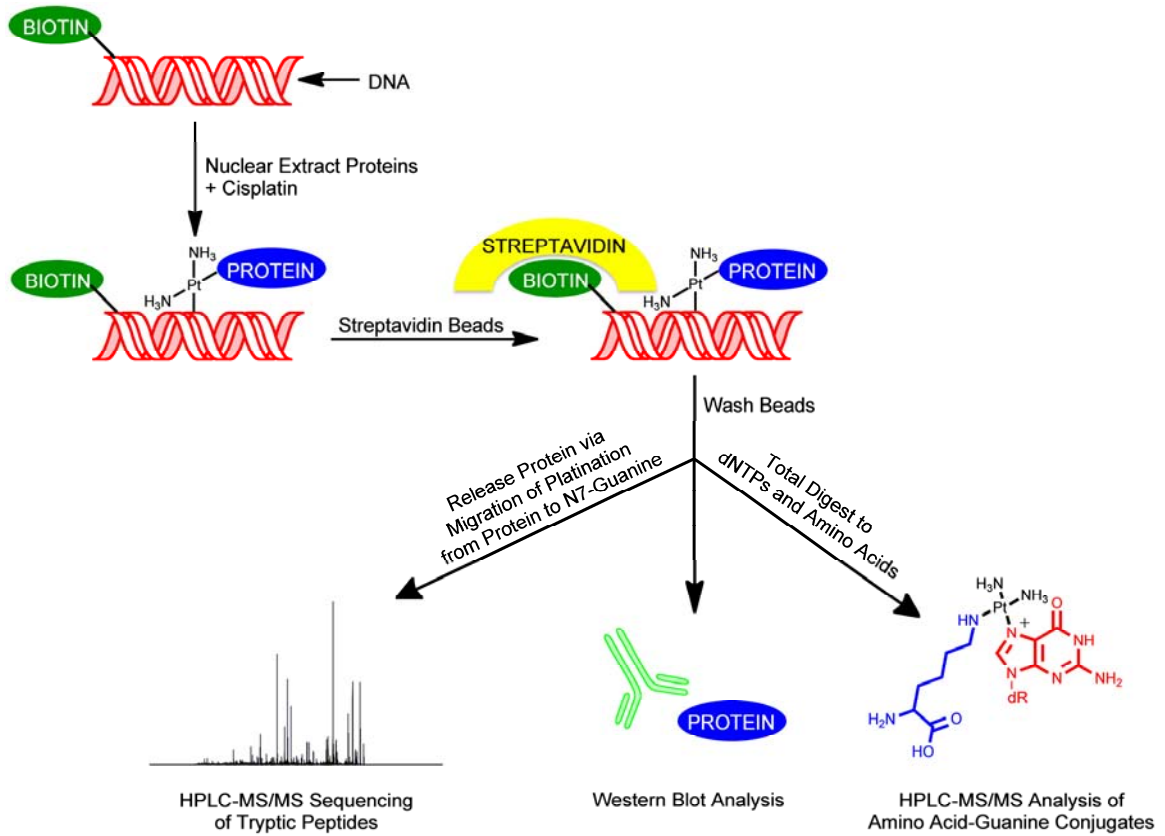 BIOTIN
DNA
Nuclear Extract Proteins
+ Cisplatin
NH3
PROTEIN
BIOTIN
Pt
H3N
Streptavidin Beads
STREPTAVIDIN
NH3
PROTEIN
BIOTIN
Pt
H3N
Wash Beads
Release Protein via
Migration of Platination
from Protein to N7-Guanine
Total Digest to
dNTPs and Amino Acids
PROTEIN
H3N
NH3
Pt
O
HN
N
+
NH
N
N
NH2
dR
H2N
O
HO
HPLC-MS/MS Sequencing
of Tryptic Peptides
Western Blot Analysis
HPLC-MS/MS Analysis of
Amino Acid-Guanine Conjugates